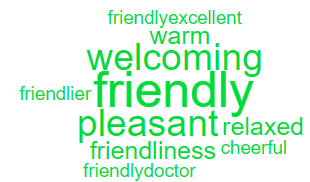 friendlyexcellent
warm
welcoming
friendlier friendly
pleasant relaxed
friendliness cheerful
friendlydoctor